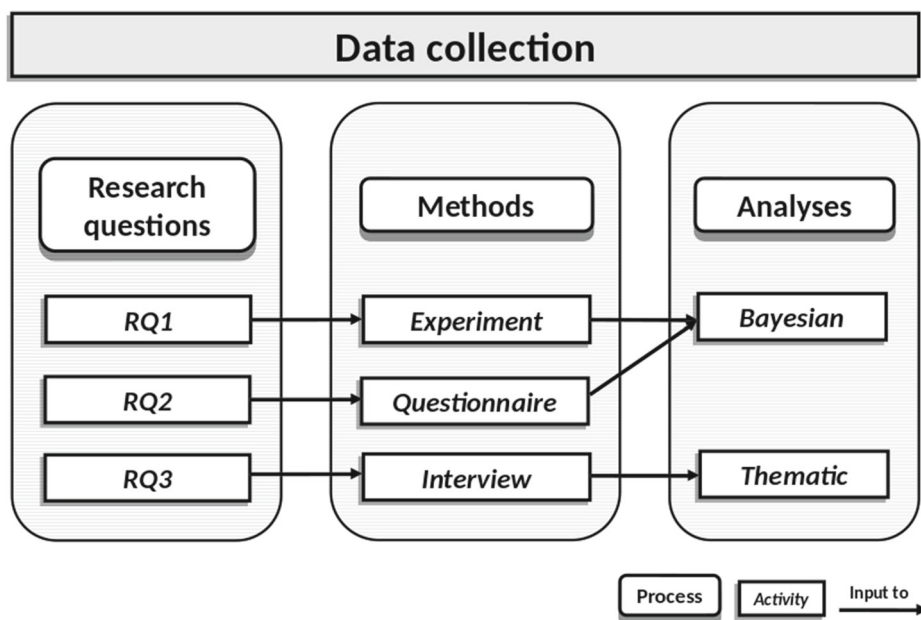 Data collection
Research
questions
Methods
Analyses
RQ1
Experiment
Bayesian
RQ2
Questionnaire
RQ3
Interview
Thematic
Process
Activity
Input to